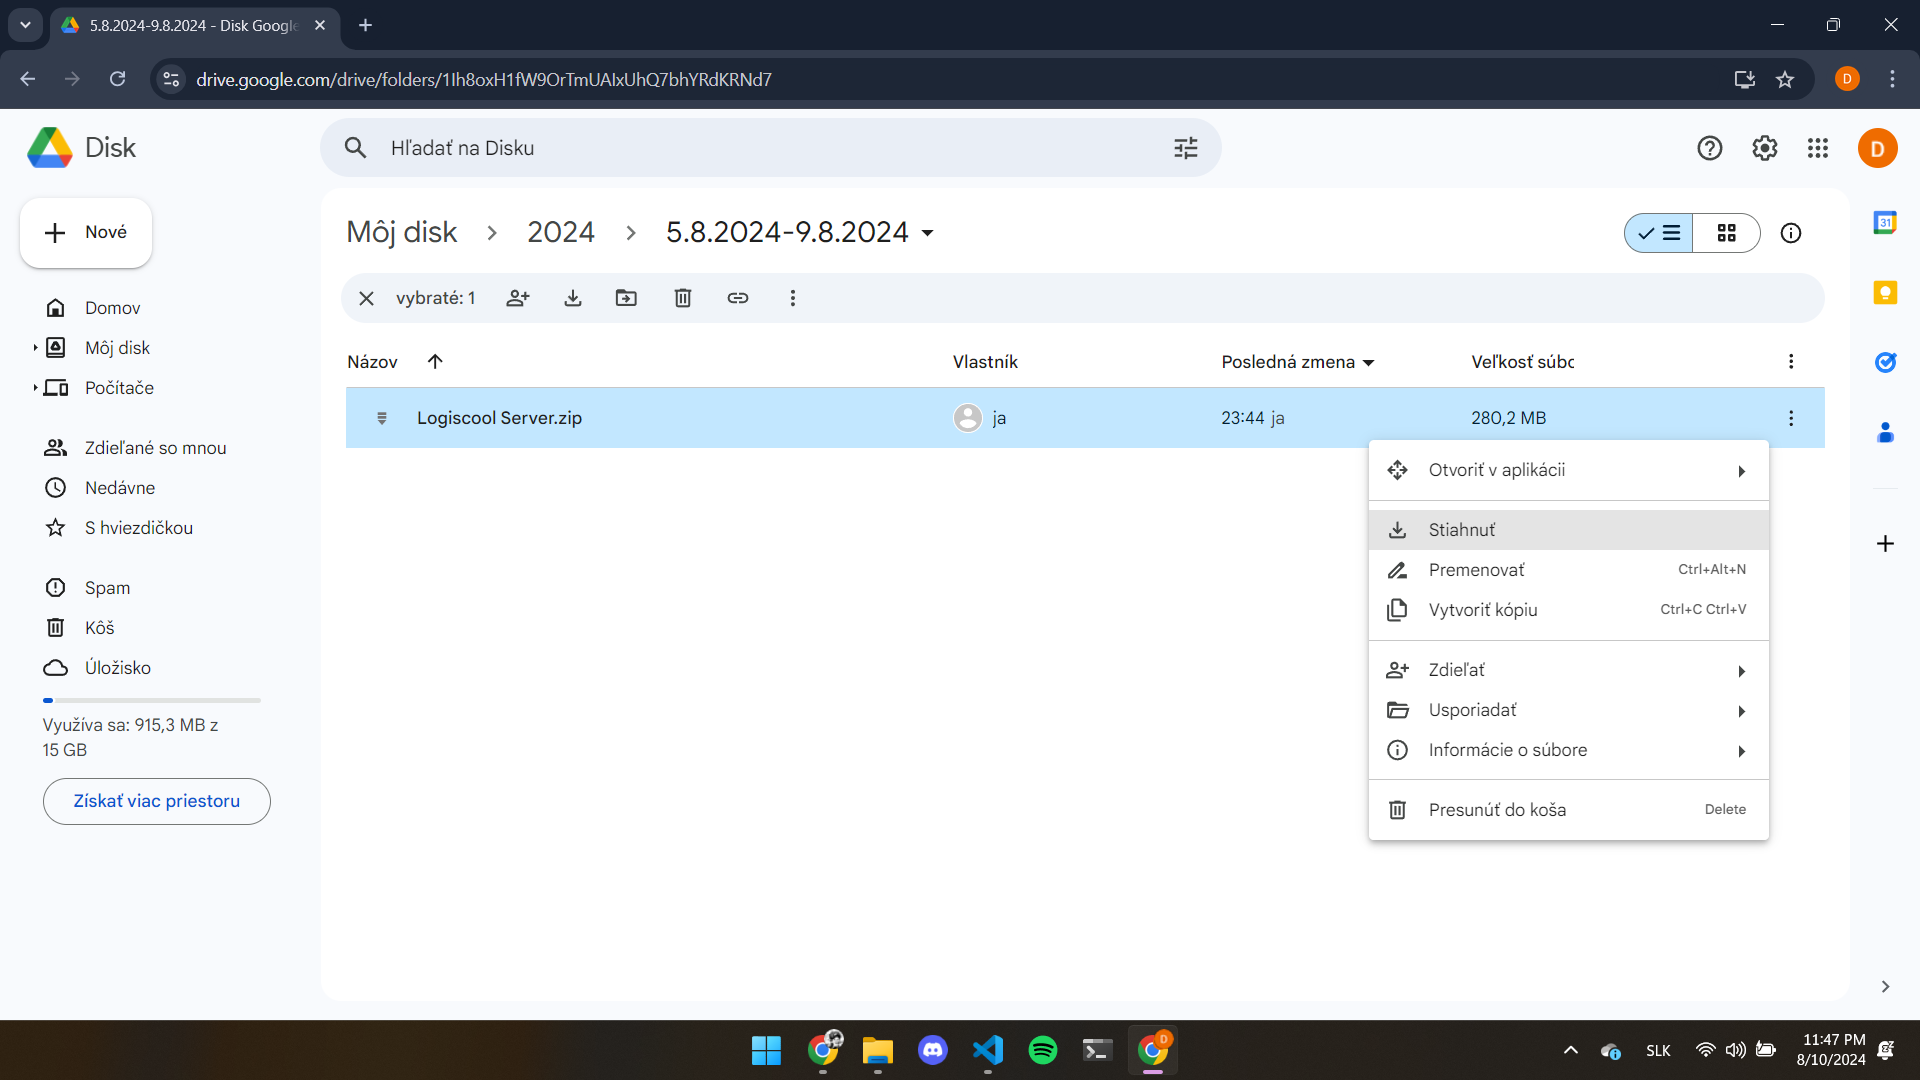 5.8.2024-9.8.2024 - Disk Google
drive.google.com/drive/folders/1Ih8oxH1fW9OrTmUAIxUhQ7bhYRdKRNd7
D
Disk
Hľadať na Disku
D
Nové
Môj disk
2024
5.8.2024-9.8.2024
31
vybraté: 1
Domov
Môj disk
Počítače
Názov
Vlastník
Posledná zmena
Veľkosť súbo
Logiscool Server.zip
ja
23:44 ja
280,2 MB
Zdieľané so mnou
Nedávne
S hviezdičkou
Spam
Kôš
Úložisko
Využíva sa: 915,3 MB z
15 GB
Získať viac priestoru
Otvoriť v aplikácii
Stiahnuť
Premenovať
Ctrl+Alt+N
Vytvoriť kópiu
Ctrl+C Ctrl+V
Zdieľať
Usporiadať
Informácie o súbore
Presunúť do koša
Delete
D
SLK
11:47 PM
8/10/2024